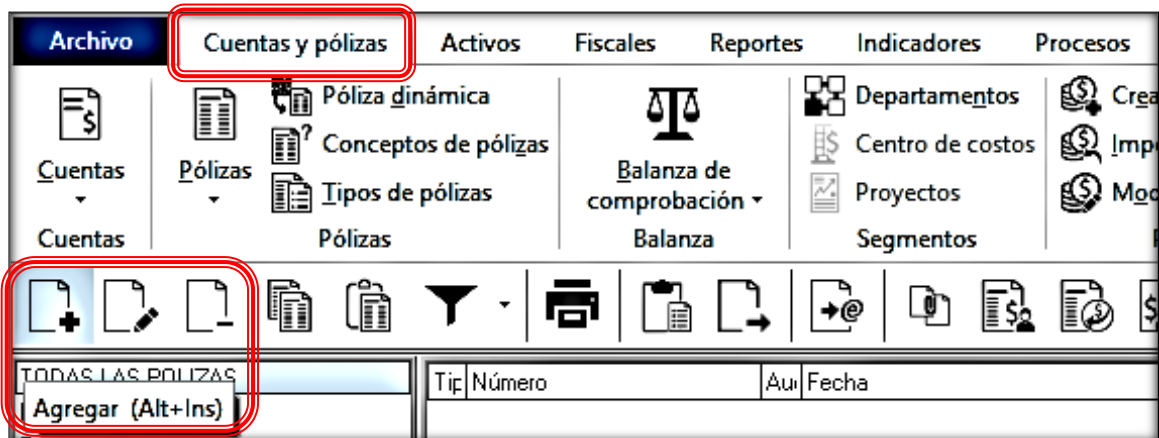 Archivo Cuentas y pólizas Activos Fiscales Reportes Indicadores Procesos
Cuentas
Pólizas
Póliza dinámica
Conceptos de pólizas
Tipos de pólizas
Balanza de
comprobación
Departamentos
Centro de costos
Proyectos
Cuentas Pólizas Balanza Segmentos
TODAS LAS POLIZAS
Tip Número Aui Fecha
Agregar (Alt+Ins)